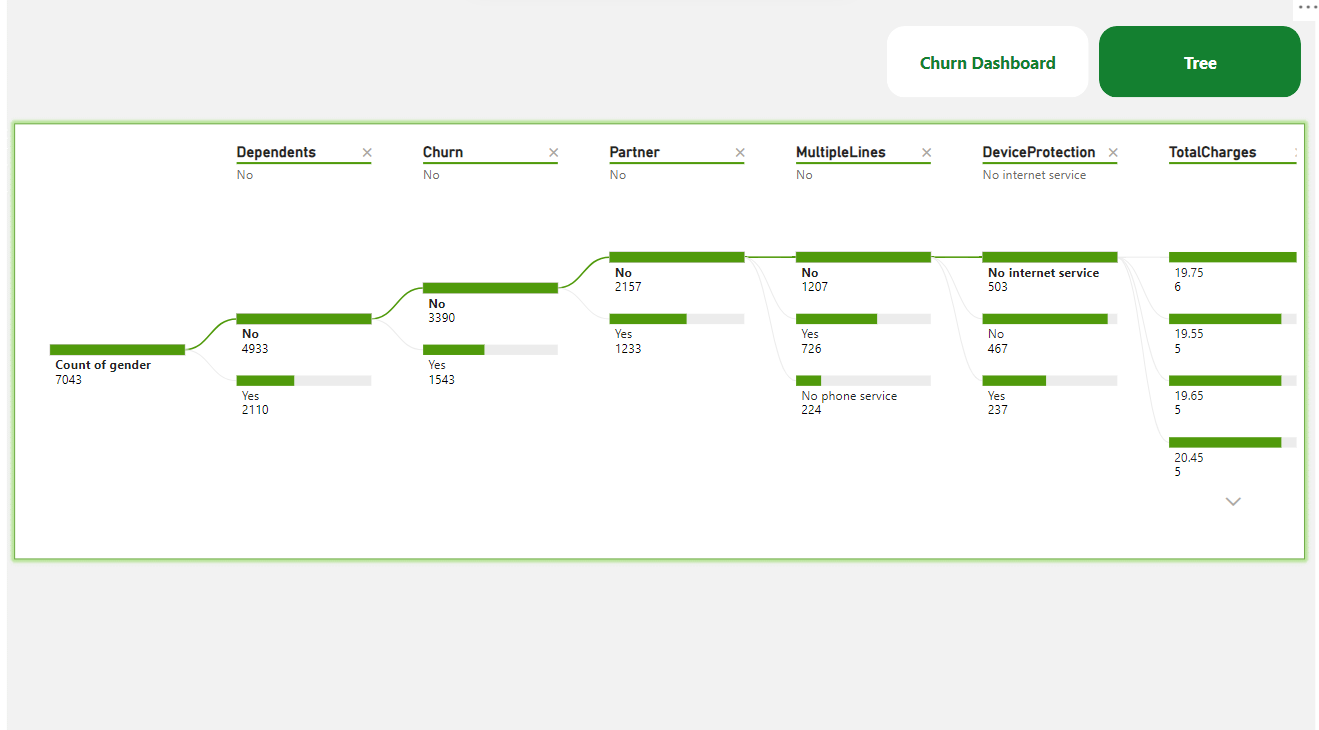 Churn Dashboard
Tree
Dependents
No
Churn
No
Partner
No
MultipleLines
No
DeviceProtection
No internet service
TotalCharges
Count of gender
7043
No
4933
Yes
2110
No
3390
Yes
1543
No
2157
Yes
1233
No
1207
Yes
726
No phone service
224
No internet service
503
No
467
Yes
237
19.75
6
19.55
5
19.65
5
20.45
5